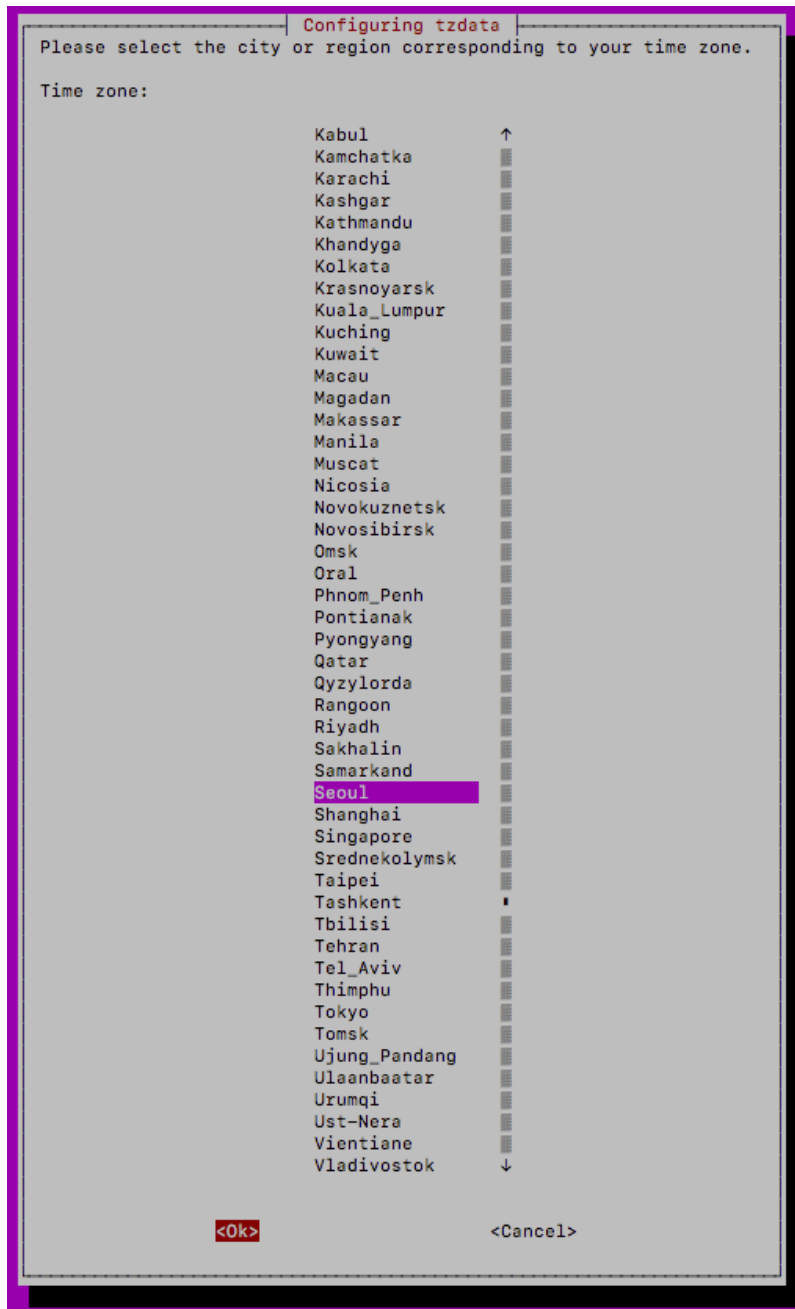 Configuring tzdata
Please select the city or region corresponding to your time zone.
Time zone:
Kabul
Kamchatka
Karachi
Kashgar
Kathmandu
Khandyga
Kolkata
Krasnoyarsk
Kuala_Lumpur
Kuching
Kuwait
Macau
Magadan
Makassar
Manila
Muscat
Nicosia
Novokuznetsk
Novosibirsk
Omsk
Oral
Phnom_Penh
Pontianak
Pyongyang
Qatar
Qyzylorda
Rangoon
Riyadh
Sakhalin
Samarkand
Seoul
Shanghai
Singapore
Srednekolymsk
Taipei
Tashkent
Tbilisi
Tehran
Tel_Aviv
Thimphu
Tokyo
Tomsk
Ujung_Pandang
Ulaanbaatar
Urumqi
Ust-Nera
Vientiane
Vladivostok
<Ok> <Cancel>